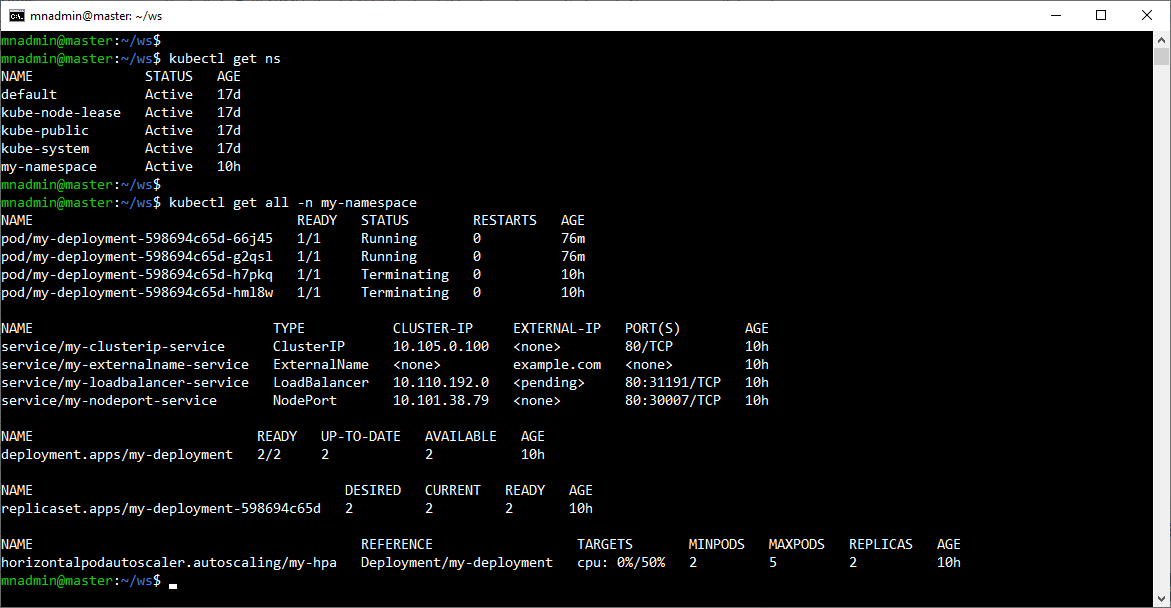 mnadmin@master: ~/ws
mnadmin@master:~/ws$
mnadmin@master:~/ws$ kubectl get ns
NAME              STATUS   AGE
default           Active   17d
kube-node-lease   Active   17d
kube-public       Active   17d
kube-system       Active   17d
my-namespace      Active   10h
mnadmin@master:~/ws$
mnadmin@master:~/ws$ kubectl get all -n my-namespace
NAME                                 READY   STATUS        RESTARTS   AGE
pod/my-deployment-598694c65d-66j45   1/1     Running       0          76m
pod/my-deployment-598694c65d-g2qsl   1/1     Running       0          76m
pod/my-deployment-598694c65d-h7pkq   1/1     Terminating   0          10h
pod/my-deployment-598694c65d-hml8w   1/1     Terminating   0          10h
NAME                              TYPE           CLUSTER-IP     EXTERNAL-IP   PORT(S)        AGE
service/my-clusterip-service      ClusterIP      10.105.0.100   <none>        80/TCP         10h
service/my-externalname-service   ExternalName   <none>         example.com   <none>         10h
service/my-loadbalancer-service   LoadBalancer   10.110.192.0   <pending>     80:31191/TCP   10h
service/my-nodeport-service       NodePort       10.101.38.79   <none>        80:30007/TCP   10h
NAME                            READY   UP-TO-DATE   AVAILABLE   AGE
deployment.apps/my-deployment   2/2     2            2           10h
NAME                                       DESIRED   CURRENT   READY   AGE
replicaset.apps/my-deployment-598694c65d   2         2         2       10h
NAME                                         REFERENCE                  TARGETS       MINPODS   MAXPODS   REPLICAS   AGE
horizontalpodautoscaler.autoscaling/my-hpa   Deployment/my-deployment   cpu: 0%/50%   2         5         2          10h
mnadmin@master:~/ws$